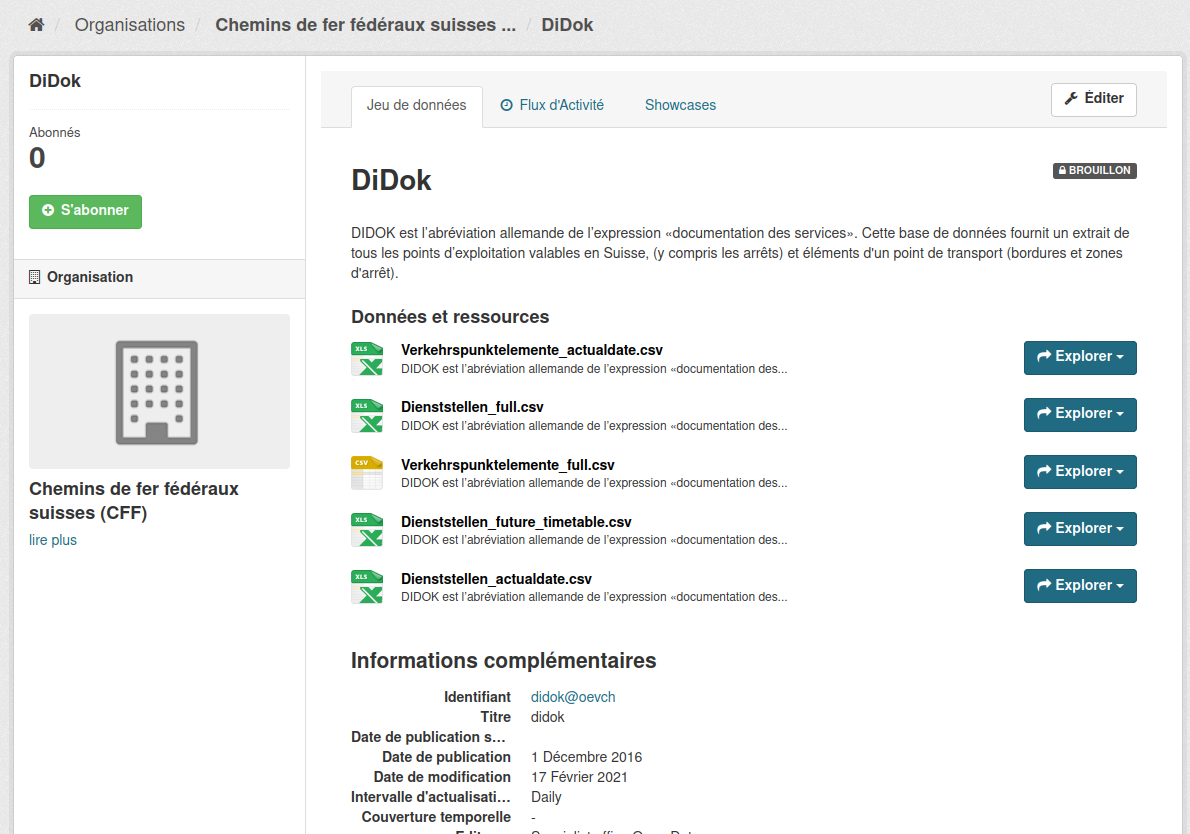 / Organisations / Chemins de fer fédéraux suisses ... / DiDok
DiDok
Abonnés
0
S'abonner
Organisation
Chemins de fer fédéraux
suisses (CFF)
lire plus
Jeu de données
Flux d'Activité
Showcases
Éditer
DiDok
BROUILLON
DIDOK est l’abréviation allemande de l’expression «documentation des services». Cette base de données fournit un extrait de
tous les points d’exploitation valables en Suisse, (y compris les arrêts) et éléments d'un point de transport (bordures et zones
d'arrêt).
Données et ressources
XLS
Verkehrspunktelemente_actualdate.csv
DIDOK est l’abréviation allemande de l’expression «documentation des...
Explorer
XLS
Dienststellen_full.csv
DIDOK est l’abréviation allemande de l’expression «documentation des...
Explorer
CSV
Verkehrspunktelemente_full.csv
DIDOK est l’abréviation allemande de l’expression «documentation des...
Explorer
XLS
Dienststellen_future_timetable.csv
DIDOK est l’abréviation allemande de l’expression «documentation des...
Explorer
XLS
Dienststellen_actualdate.csv
DIDOK est l’abréviation allemande de l’expression «documentation des...
Explorer
Informations complémentaires
Identifiant didok@oevch
Titre didok
Date de publication s...
Date de publication 1 Décembre 2016
Date de modification 17 Février 2021
Intervalle d'actualisati... Daily
Couverture temporelle -